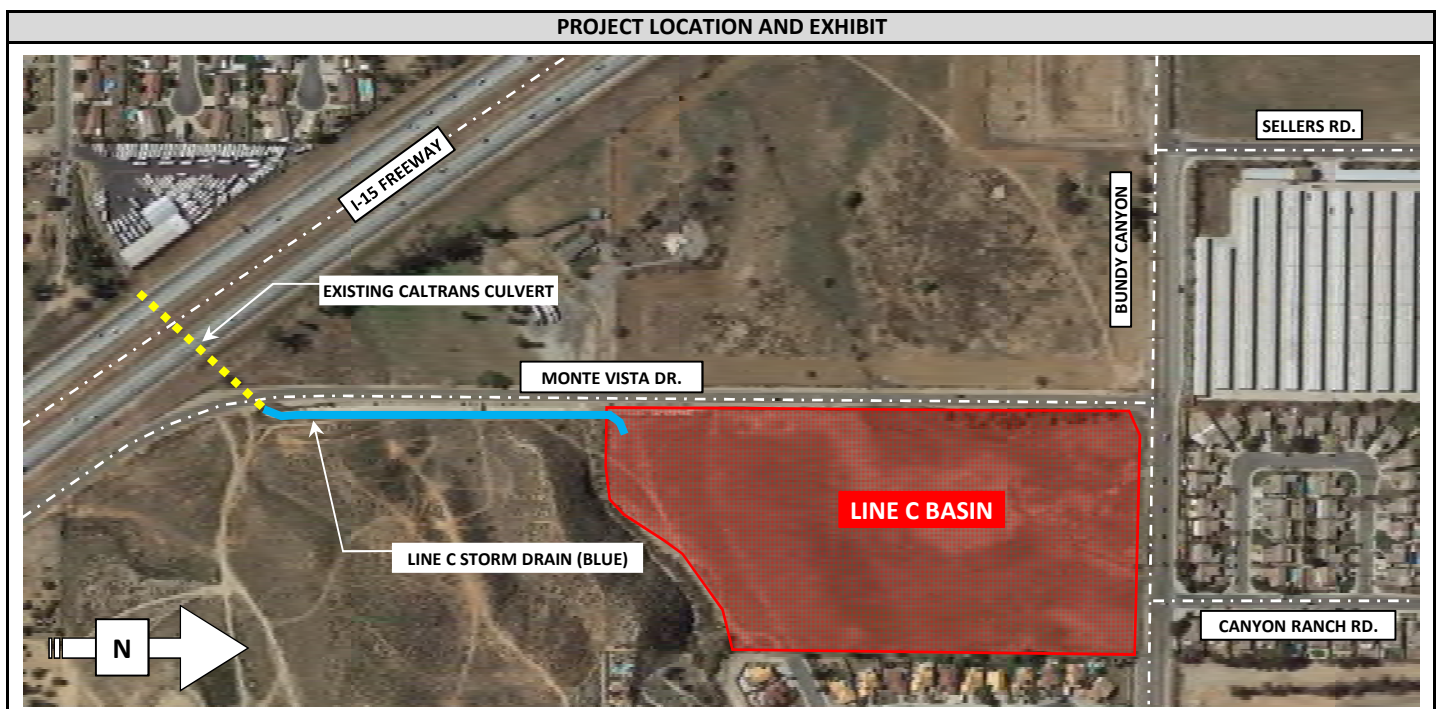 PROJECT LOCATION AND EXHIBIT
SELLERS RD.
I-15 FREEWAY
BUNDY CANYON
EXISTING CALTRANS CULVERT
MONTE VISTA DR.
LINE C BASIN
LINE C STORM DRAIN (BLUE)
CANYON RANCH RD.
N